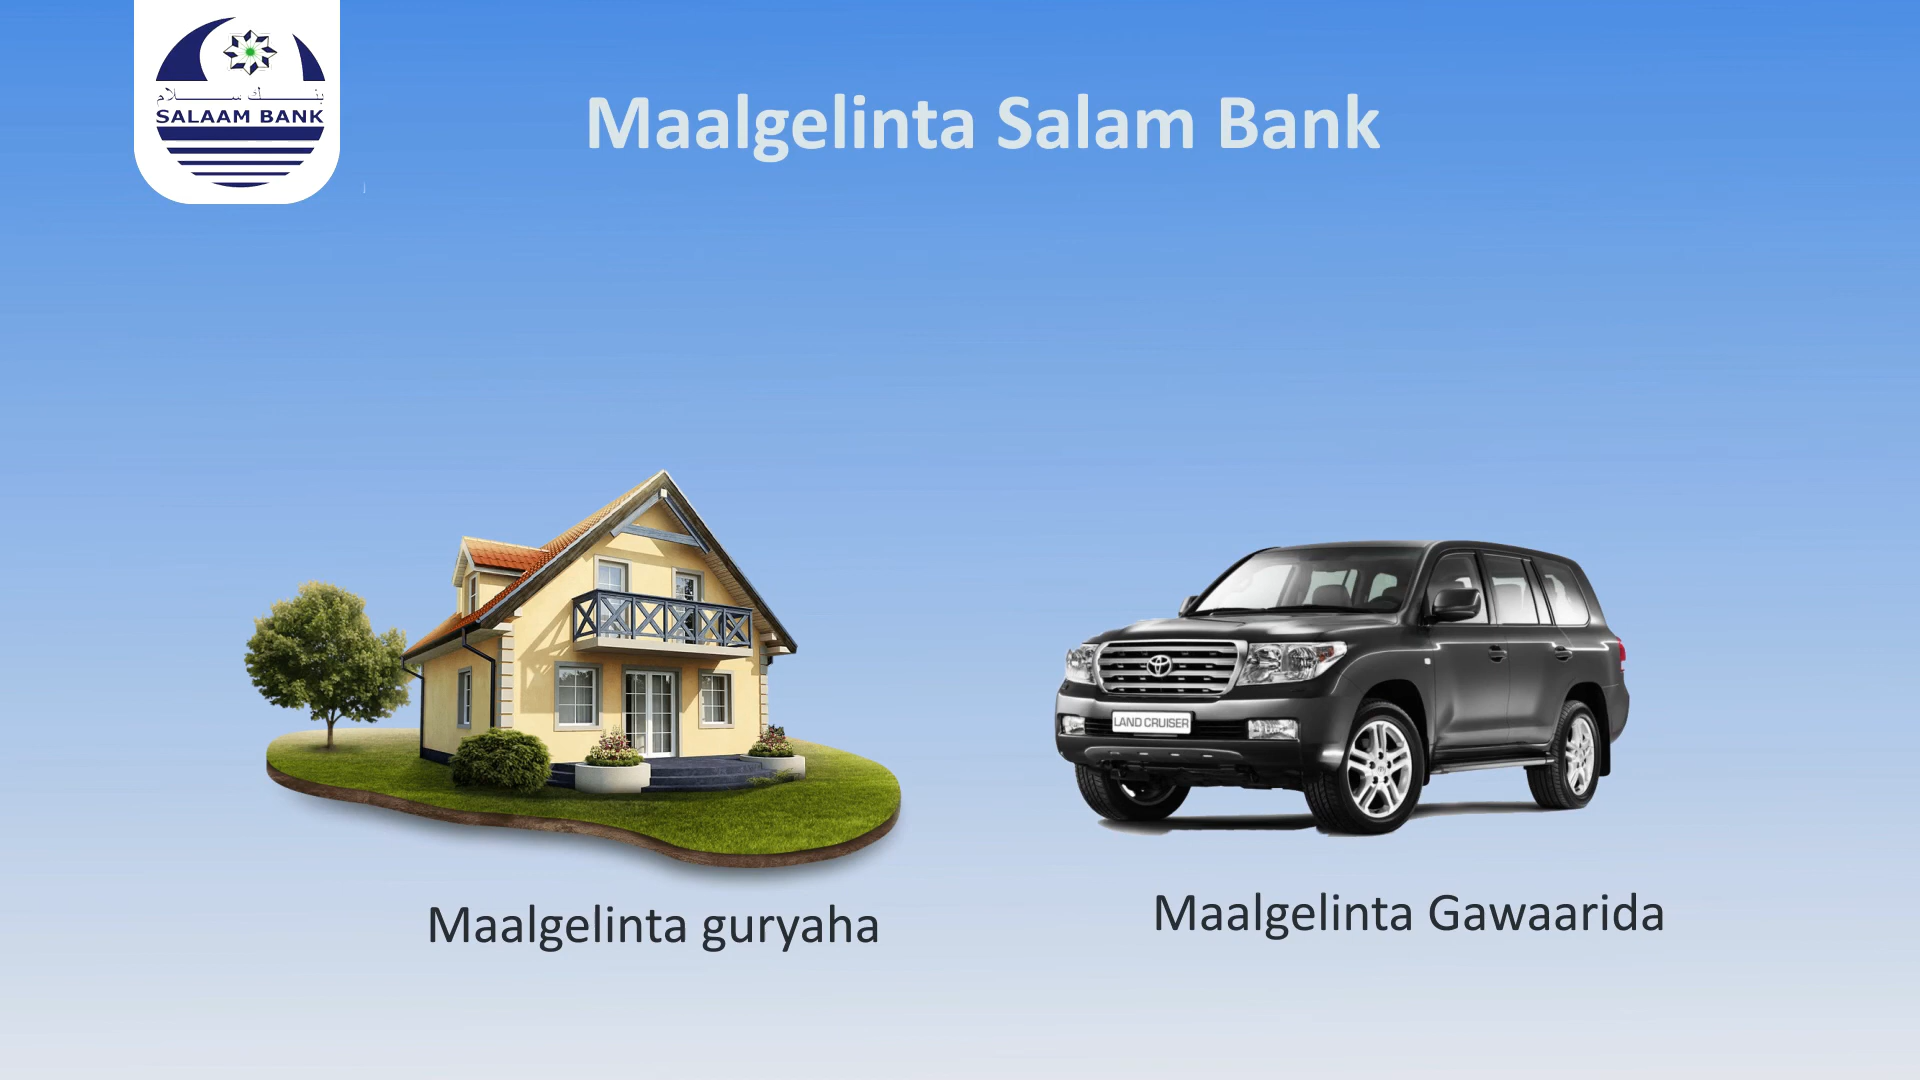 بنك سلام
SALAAM BANK
Maalgelinta Salam Bank
LAND CRUISER
Maalgelinta guryaha
Maalgelinta Gawaarida